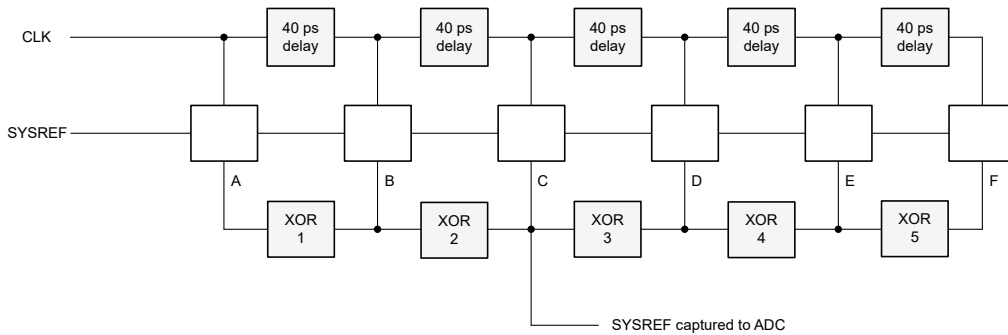 40 ps
delay
40 ps
delay
40 ps
delay
40 ps
delay
40 ps
delay
CLK
SYSREF
A
B
C
D
E
F
XOR
1
XOR
2
XOR
3
XOR
4
XOR
5
SYSREF captured to ADC